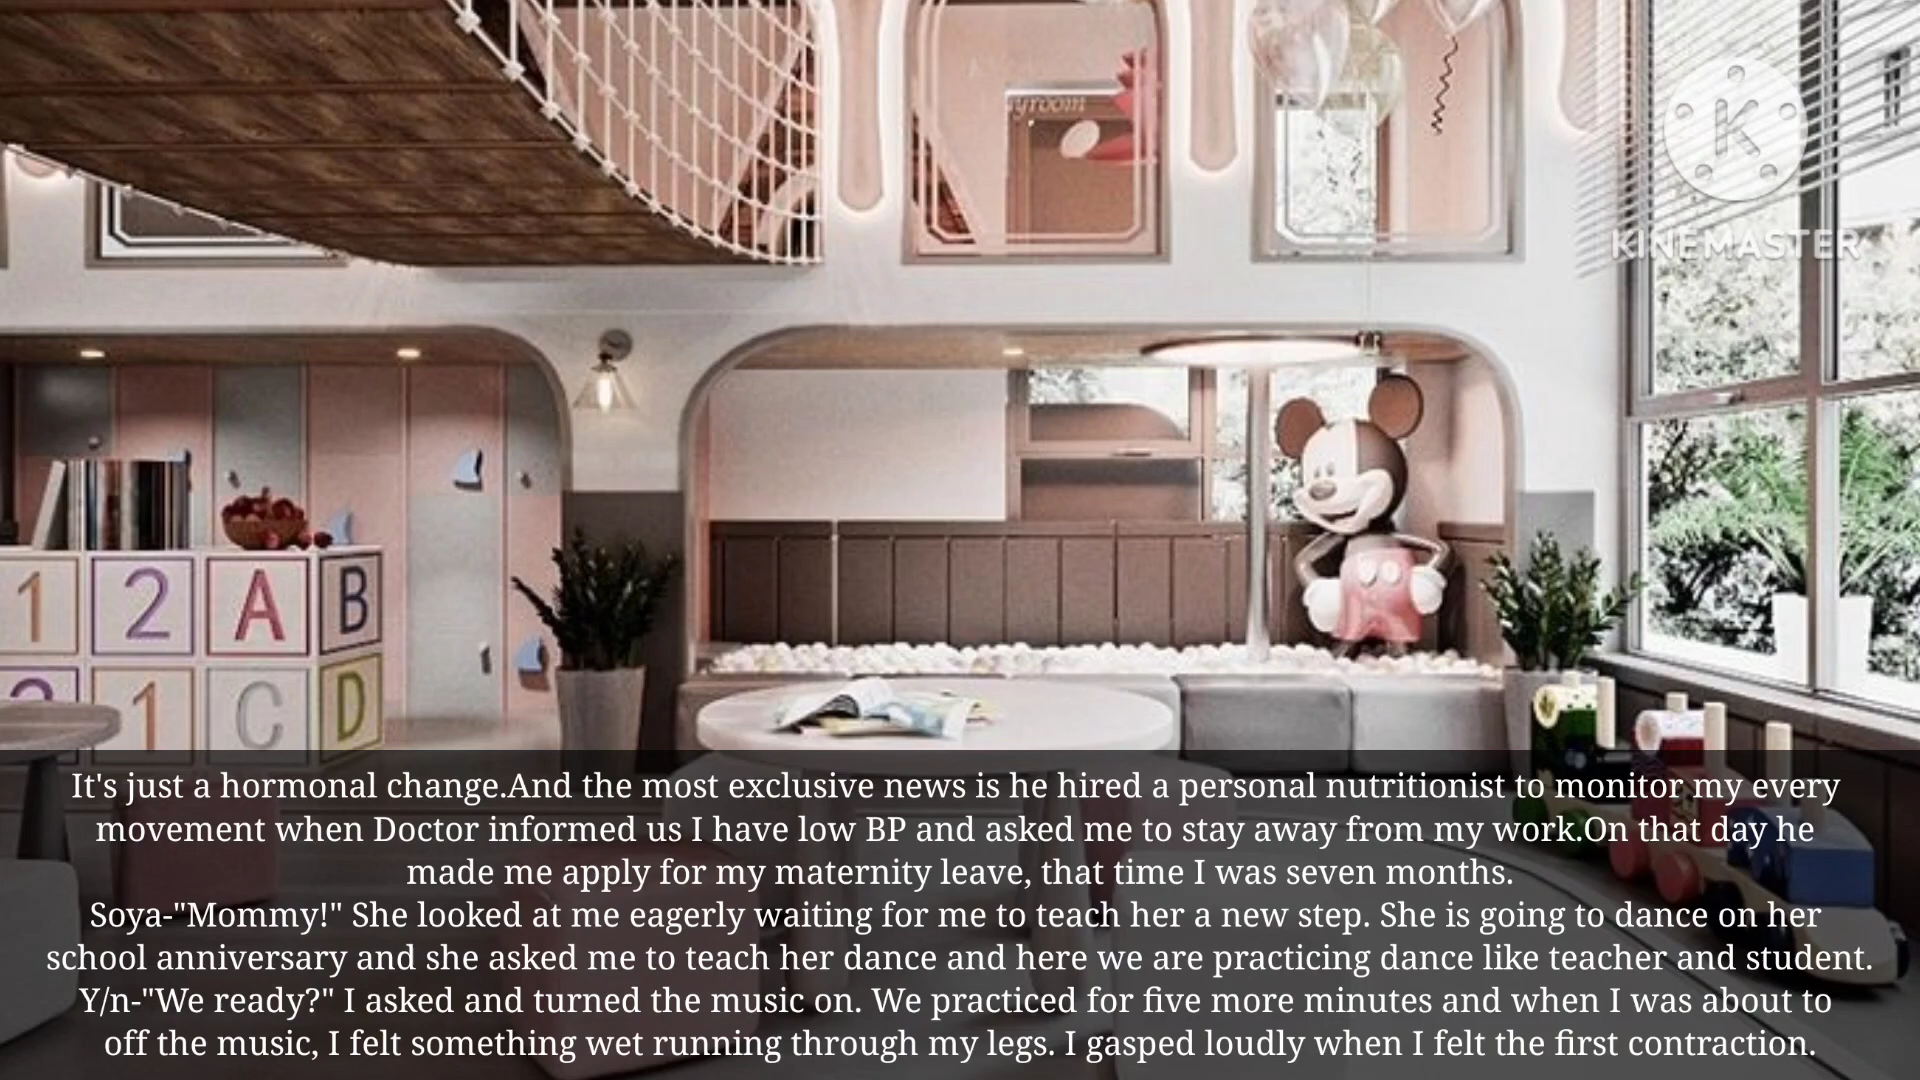 yroom
K
KINEMASTER
1 2 A B
2 1 C D
It's just a hormonal change.And the most exclusive news is he hired a personal nutritionist to monitor my every
movement when Doctor informed us I have low BP and asked me to stay away from my work.On that day he
made me apply for my maternity leave, that time I was seven months.
Soya-"Mommy!" She looked at me eagerly waiting for me to teach her a new step. She is going to dance on her
school anniversary and she asked me to teach her dance and here we are practicing dance like teacher and student.
Y/n-"We ready?" I asked and turned the music on. We practiced for five more minutes and when I was about to
off the music, I felt something wet running through my legs. I gasped loudly when I felt the first contraction.